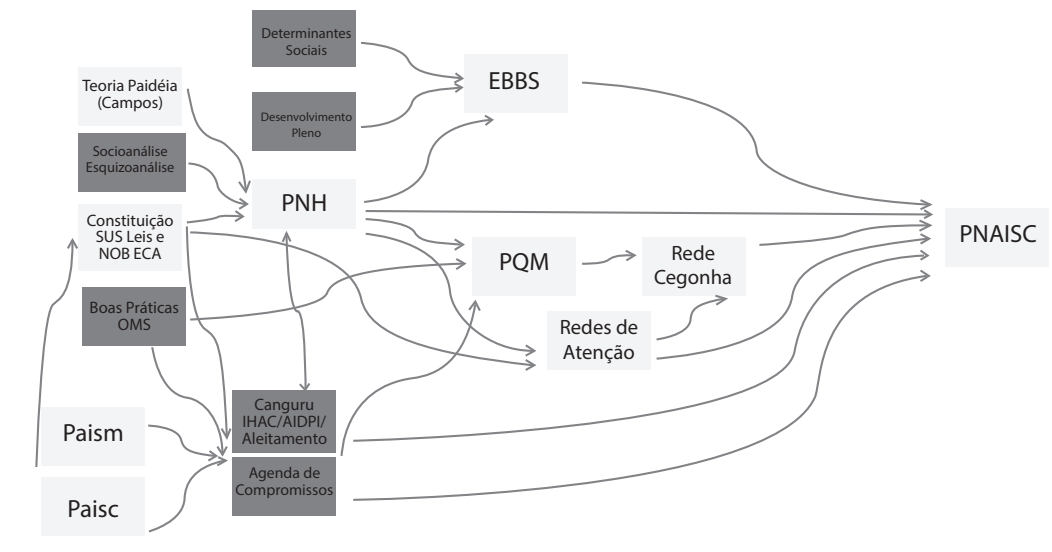 Determinantes
Sociais
EBBS
Teoria Paidéia
(Campos)
Desenvolvimento
Pleno
Socioanálise
Esquizoanálise
PNH
Constituição
SUS Leis e
NOB ECA
PNAISC
PQM
Rede
Cegonha
Boas Práticas
OMS
Redes de
Atenção
Canguru
IHAC/AIDPI/
Aleitamento
Paism
Agenda de
Compromissos
Paisc